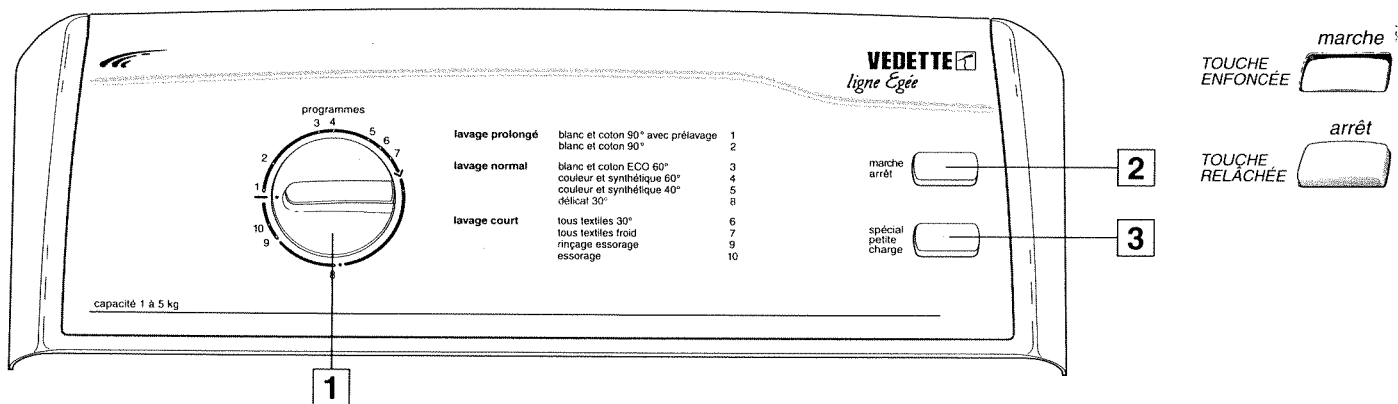 VEDETTE
ligne Egée
programmes
3 4
5
6
7
2
1
10
9
8
lavage prolongé blanc et coton 90° avec prélavage 1
blanc et coton 90° 2
lavage normal blanc et coton ECO 60° 3
couleur et synthétique 60° 4
couleur et synthétique 40° 5
délicat 30° 8
lavage court tous textiles 30° 6
tous textiles froid 7
rinçage essorage 9
essorage 10
marche
arrêt
2
spécial
petite
charge
3
capacité 1 à 5 kg
1
marche
TOUCHE
ENFONCÉE
arrêt
TOUCHE
RELÂCHÉE